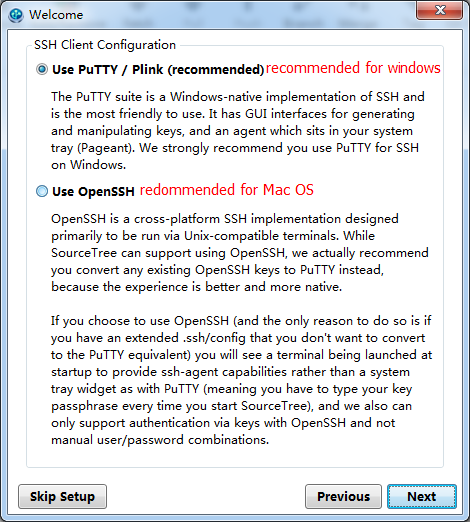 Welcome
SSH Client Configuration
Use PuTTY / Plink (recommended) recommended for windows
The PuTTY suite is a Windows-native implementation of SSH and
is the most friendly to use. It has GUI interfaces for generating
and manipulating keys, and an agent which sits in your system
tray (Pageant). We strongly recommend you use PuTTY for SSH
on Windows.
Use OpenSSH redommended for Mac OS
OpenSSH is a cross-platform SSH implementation designed
primarily to be run via Unix-compatible terminals. While
SourceTree can support using OpenSSH, we actually recommend
you convert any existing OpenSSH keys to PuTTY instead,
because the experience is better and more native.
If you choose to use OpenSSH (and the only reason to do so is if
you have an extended .ssh/config that you don't want to convert
to the PuTTY equivalent) you will see a terminal being launched at
startup to provide ssh-agent capabilities rather than a system
tray widget as with PuTTY (meaning you have to type your key
passphrase every time you start SourceTree), and we also can
only support authentication via keys with OpenSSH and not
manual user/password combinations.
Skip Setup
Previous
Next